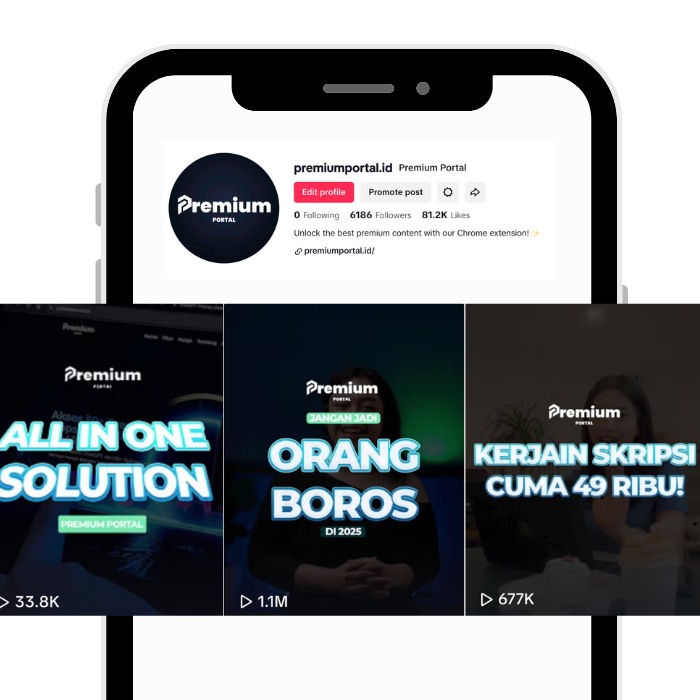 premiumportal.id Premium Portal
Premium
PORTAL
Edit profile Promote post
0 Following 6186 Followers 81.2K Likes
Unlock the best premium content with our Chrome extension! ✨
premiumportal.id/
Premium
PORTAL
ALL IN ONE
SOLUTION
PREMIUM PORTAL
33.8K
Premium
PORTAL
JANGAN JADI
ORANG
BOROS
DI 2025
1.1M
Premium
PORTAL
KERJAIN SKRIPSI
CUMA 49 RIBU!
677K